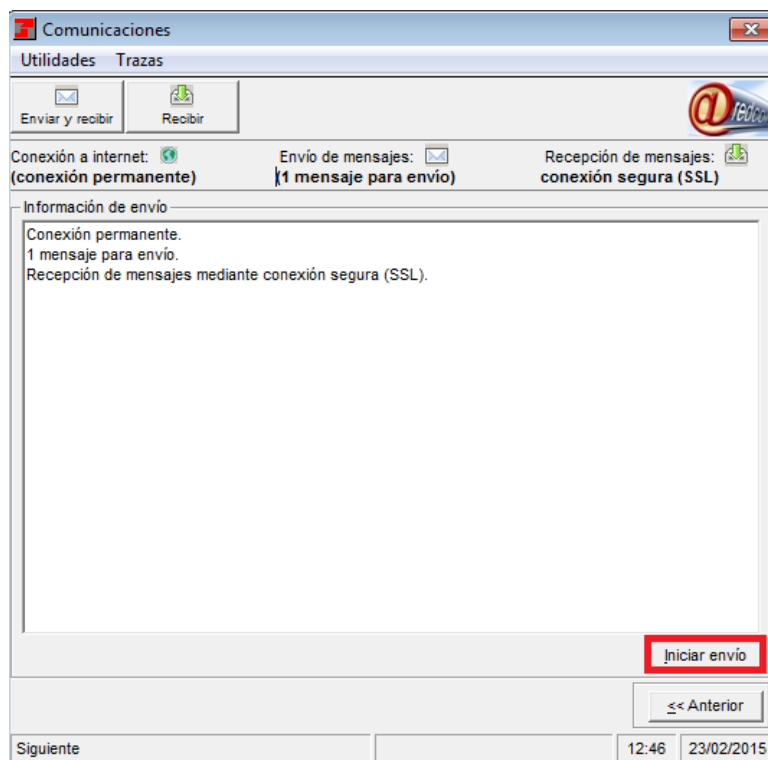 Comunicaciones
Utilidades Trazas
Enviar y recibir Recibir
Conexión a internet: Envío de mensajes: Recepción de mensajes:
(conexión permanente) (1 mensaje para envío) conexión segura (SSL)
Información de envío
Conexión permanente.
1 mensaje para envío.
Recepción de mensajes mediante conexión segura (SSL).
Iniciar envío
<< Anterior
Siguiente 12:46 23/02/2015